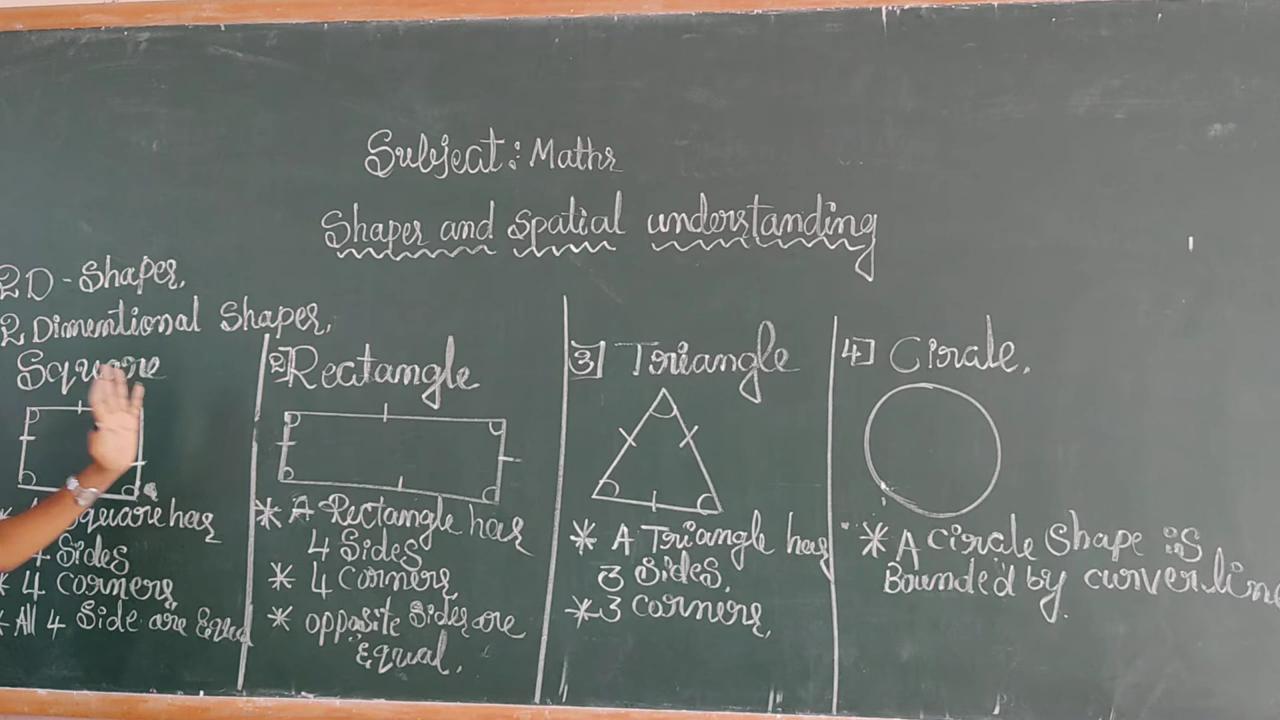 Subject: Maths
Shapes and Spatial understanding
2D - Shapes,
2 Dimentional Shapes,
Square
* A Square has
4 Sides
* 4 corners
* All 4 Side are Equal
2] Rectangle
* A Rectangle has
4 Sides
* 4 Corners,
* opposite Sides are
Equal.
3] Triangle
* A Triangle has
3 Sides,
* 3 corners,
4] Circle.
* A circle Shape is
Bounded by curver line